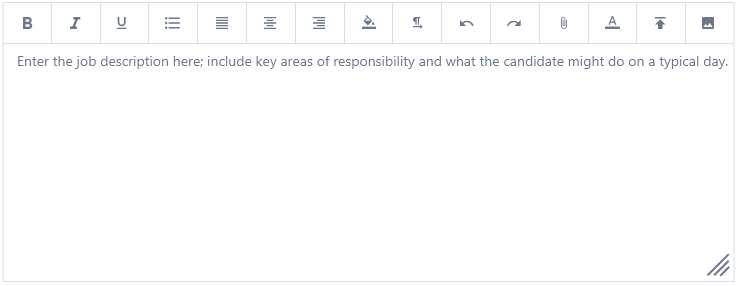 Enter the job description here; include key areas of responsibility and what the candidate might do on a typical day.